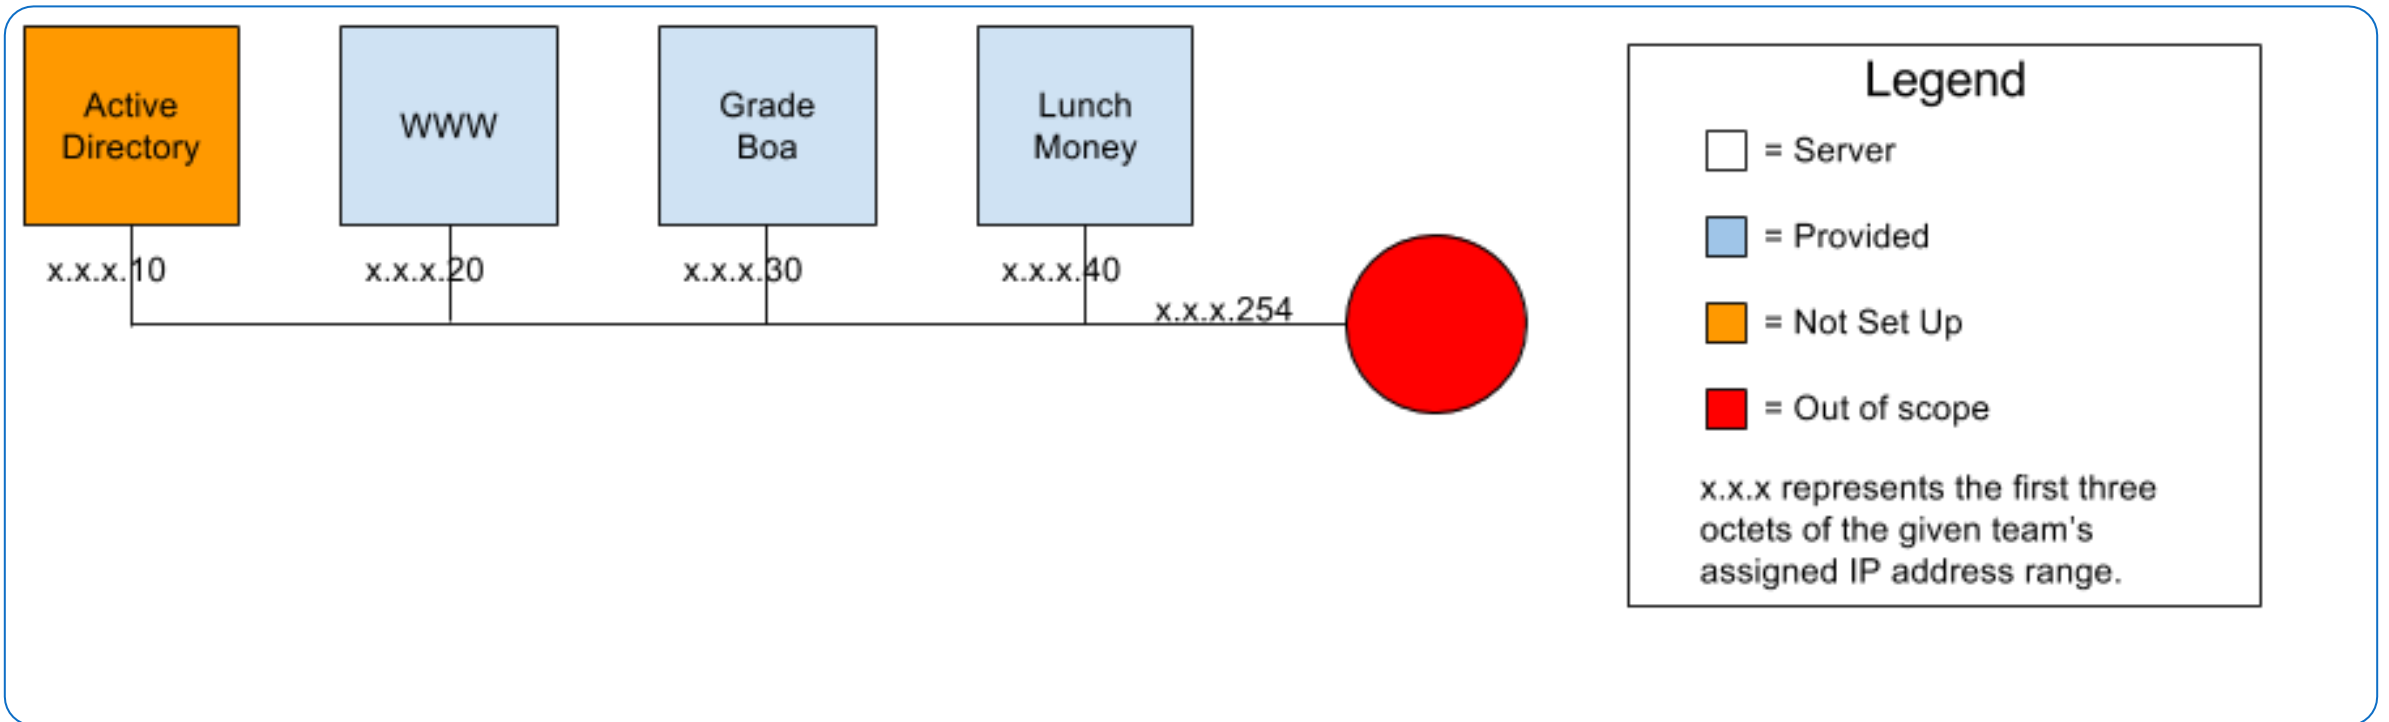 Active
Directory
WWW
Grade
Boa
Lunch
Money
x.x.x.10
x.x.x.20
x.x.x.30
x.x.x.40
x.x.x.254
Legend
= Server
= Provided
= Not Set Up
= Out of scope
x.x.x represents the first three
octets of the given team's
assigned IP address range.